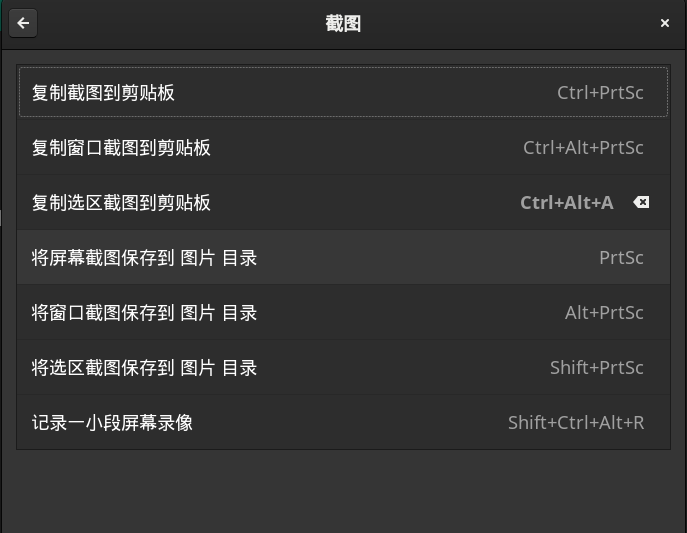 截图
复制截图到剪贴板 Ctrl+PrtSc
复制窗口截图到剪贴板 Ctrl+Alt+PrtSc
复制选区截图到剪贴板 Ctrl+Alt+A
将屏幕截图保存到 图片 目录 PrtSc
将窗口截图保存到 图片 目录 Alt+PrtSc
将选区截图保存到 图片 目录 Shift+PrtSc
记录一小段屏幕录像 Shift+Ctrl+Alt+R